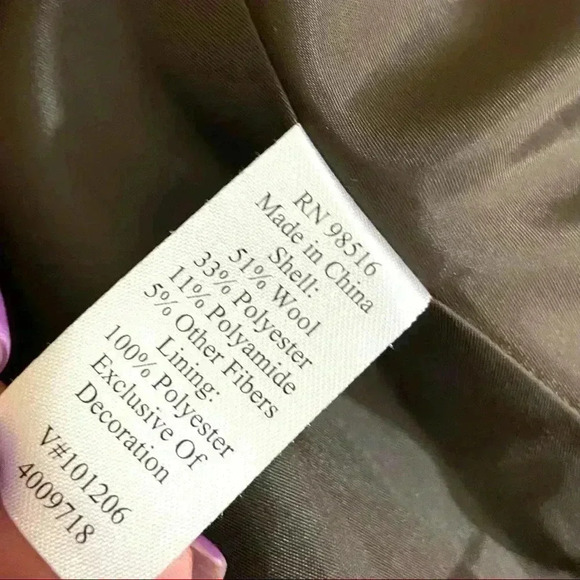 RN 98516
Made in China
Shell:
51% Wool
33% Polyester
11% Polyamide
5% Other Fibers
Lining:
100% Polyester
Exclusive Of
Decoration
V#101206
4009718